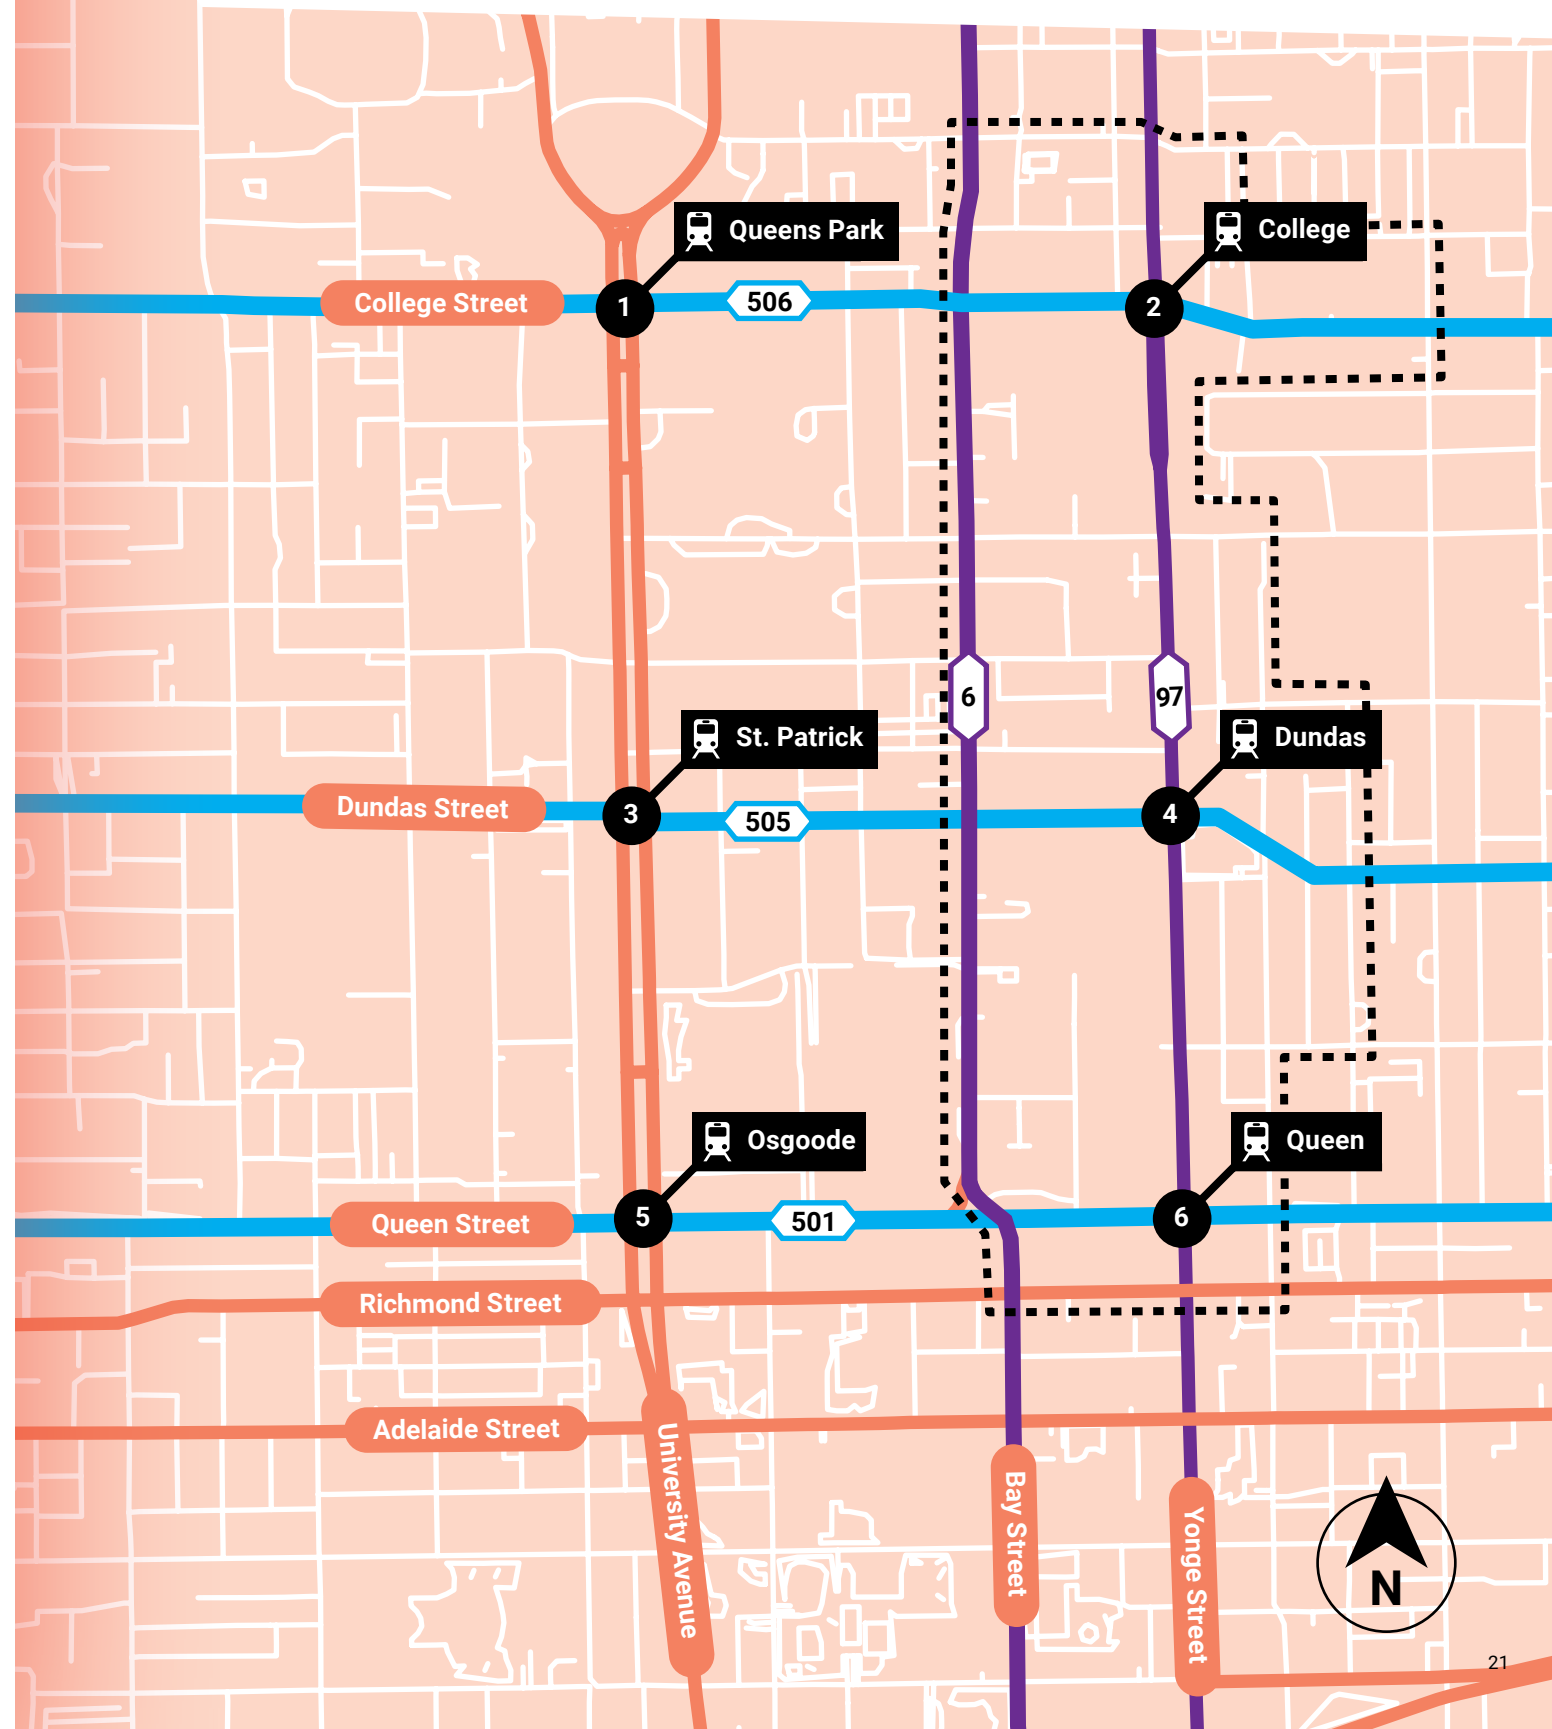 Queens Park
College
College Street
1
506
2
6
97
St. Patrick
Dundas
Dundas Street
3
505
4
Osgoode
Queen
Queen Street
5
501
6
Richmond Street
Adelaide Street
University Avenue
Bay Street
Yonge Street
N
21